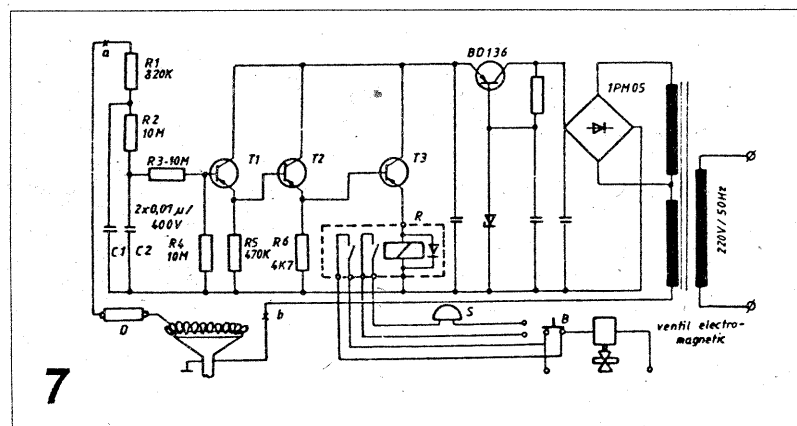 a
R1
820K
R2
10M
R3-10M
T1
T2
T3
BD136
1PM05
2x0,01µ/
400V
C1
C2
R4
10M
R5
470K
R6
4K7
R
220V/50Hz
D
b
S
B
ventil electro-
magnetic
7